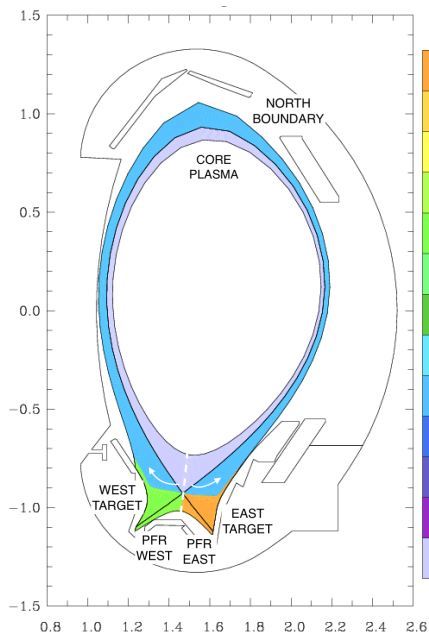 1.5
NORTH
BOUNDARY
1.0
CORE
PLASMA
0.5
0.0
−0.5
WEST
TARGET
EAST
TARGET
−1.0
PFR
WEST
PFR
EAST
−1.5
0.8 1.0 1.2 1.4 1.6 1.8 2.0 2.2 2.4 2.6